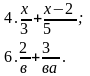 4. x/3 + (x – 2)/5 ;
6. 2/в + 3/ва .